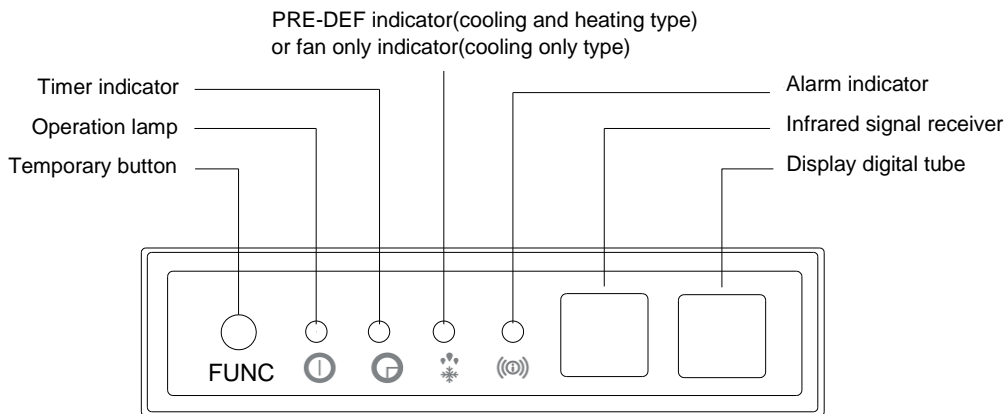 PRE-DEF indicator(cooling and heating type)
or fan only indicator(cooling only type)
Timer indicator
Alarm indicator
Operation lamp
Infrared signal receiver
Temporary button
Display digital tube
FUNC